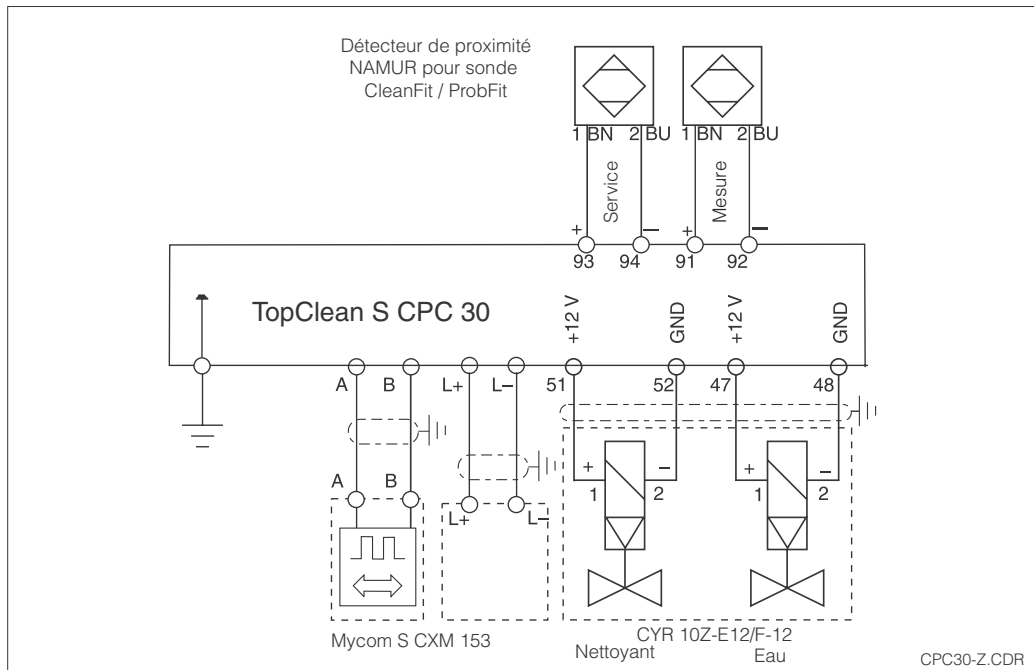 Détecteur de proximité
NAMUR pour sonde
CleanFit / ProbFit
1 BN 2 BU 1 BN 2 BU
Service
Mesure
+ – + –
93 94 91 92
TopClean S CPC 30
+12 V
GND
+12 V
GND
A B L+ L– 51 52 47 48
A B
+ – + –
1 2 1 2
L+ L–
Mycom S CXM 153
CYR 10Z-E12/F-12
Nettoyant
Eau
CPC30-Z.CDR